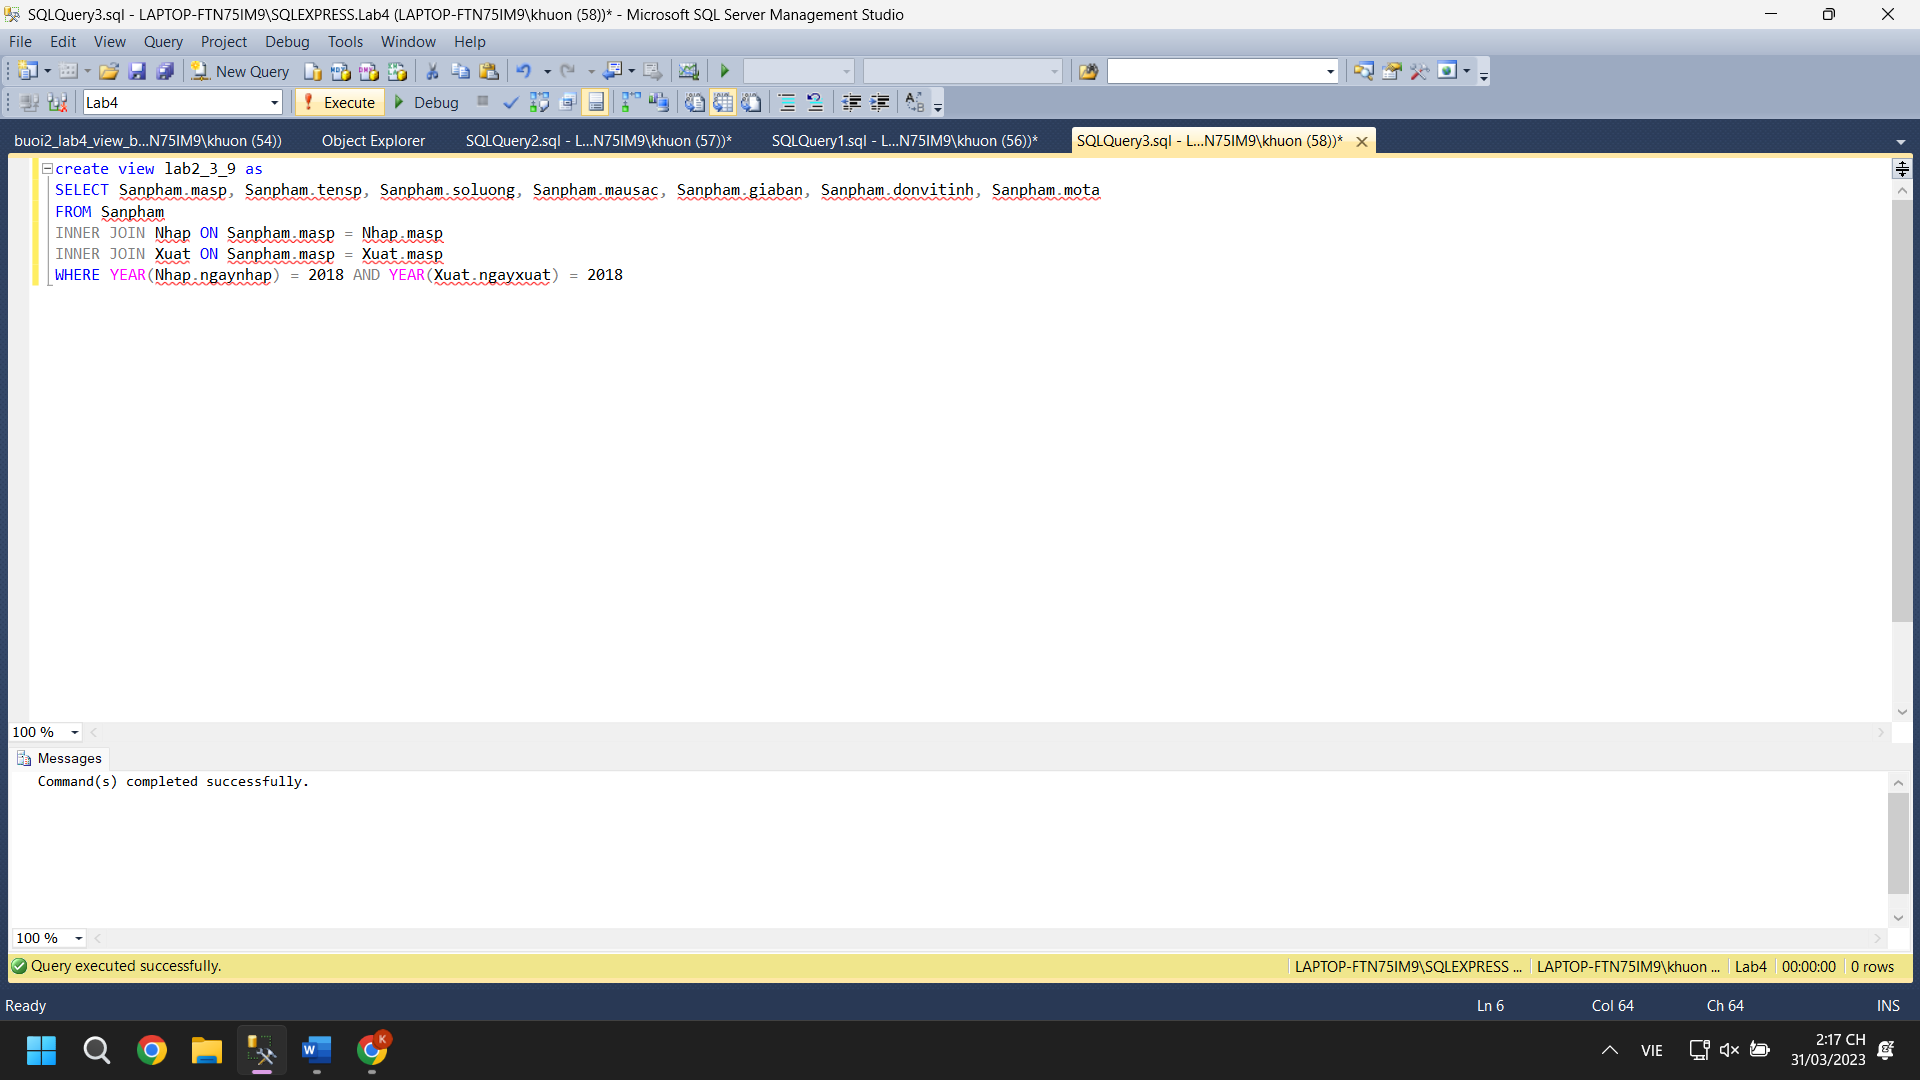 SQLQuery3.sql - LAPTOP-FTN75IM9\SQLEXPRESS.Lab4 (LAPTOP-FTN75IM9\khuon (58))* - Microsoft SQL Server Management Studio
File Edit View Query Project Debug Tools Window Help
New Query
Lab4 Execute Debug
buoi2_lab4_view_b...N75IM9\khuon (54)) Object Explorer SQLQuery2.sql - L...N75IM9\khuon (57))* SQLQuery1.sql - L...N75IM9\khuon (56))* SQLQuery3.sql - L...N75IM9\khuon (58))*
create view lab2_3_9 as
SELECT Sanpham.masp, Sanpham.tensp, Sanpham.soluong, Sanpham.mausac, Sanpham.giaban, Sanpham.donvitinh, Sanpham.mota
FROM Sanpham
INNER JOIN Nhap ON Sanpham.masp = Nhap.masp
INNER JOIN Xuat ON Sanpham.masp = Xuat.masp
WHERE YEAR(Nhap.ngaynhap) = 2018 AND YEAR(Xuat.ngayxuat) = 2018
100 %
Messages
Command(s) completed successfully.
100 %
Query executed successfully. LAPTOP-FTN75IM9\SQLEXPRESS ... LAPTOP-FTN75IM9\khuon ... Lab4 00:00:00 0 rows
Ready Ln 6 Col 64 Ch 64 INS
K
VIE 2:17 CH
31/03/2023